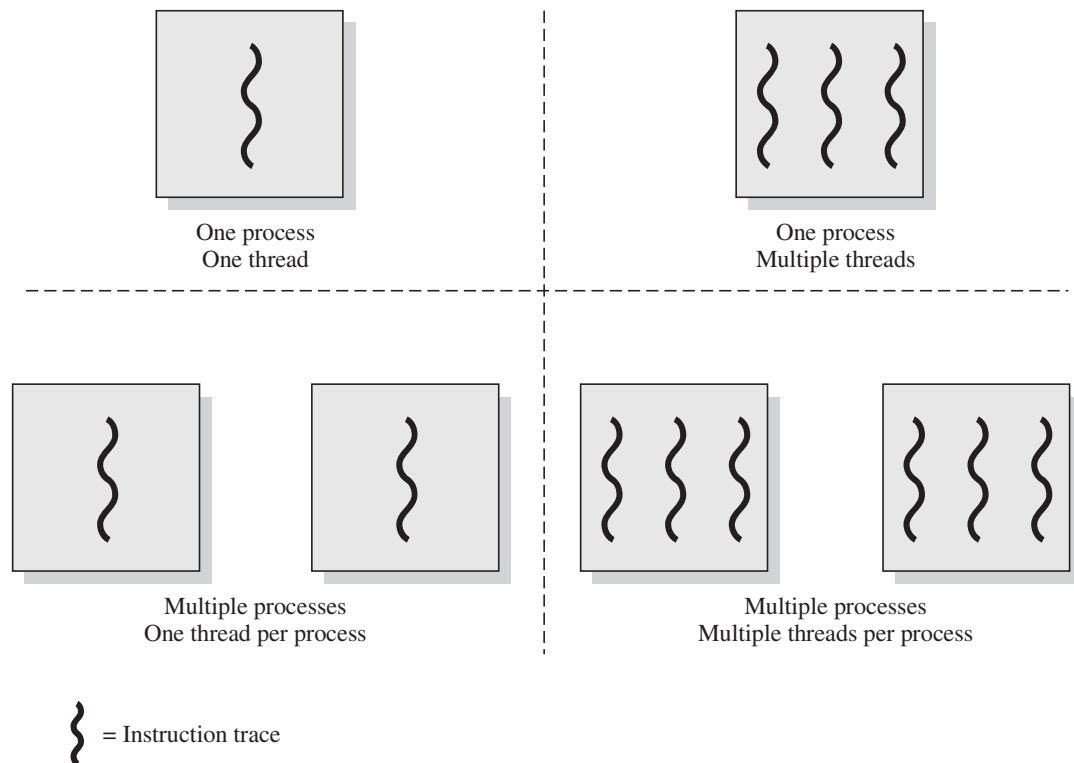 One process
One thread
One process
Multiple threads
Multiple processes
One thread per process
Multiple processes
Multiple threads per process
= Instruction trace